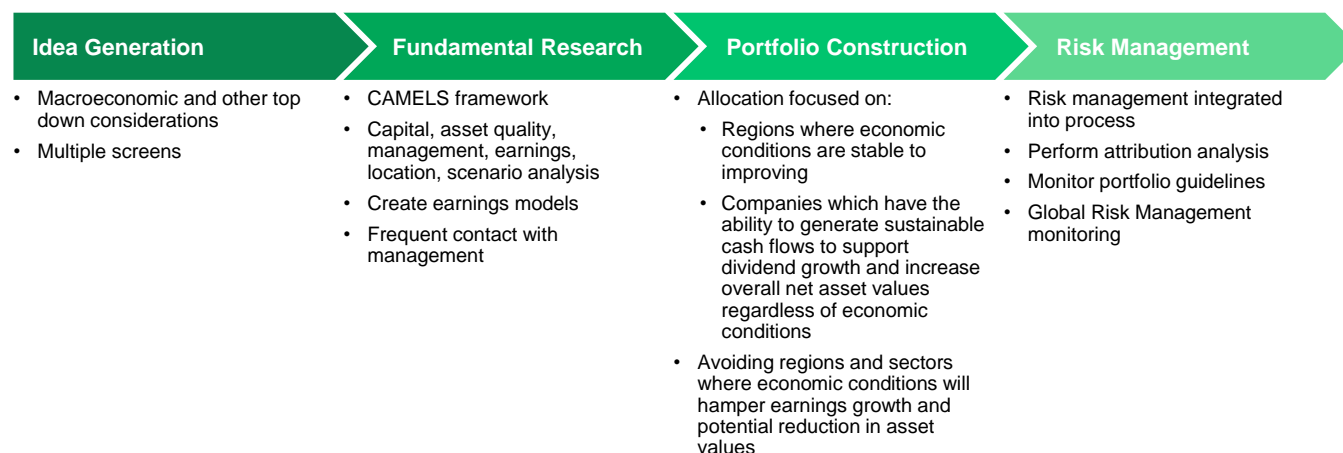 Idea Generation
• Macroeconomic and other top
down considerations
• Multiple screens
Fundamental Research
• CAMELS framework
• Capital, asset quality,
management, earnings,
location, scenario analysis
• Create earnings models
• Frequent contact with
management
Portfolio Construction
• Allocation focused on:
• Regions where economic
conditions are stable to
improving
• Companies which have the
ability to generate sustainable
cash flows to support
dividend growth and increase
overall net asset values
regardless of economic
conditions
• Avoiding regions and sectors
where economic conditions will
hamper earnings growth and
potential reduction in asset
values
Risk Management
• Risk management integrated
into process
• Perform attribution analysis
• Monitor portfolio guidelines
• Global Risk Management
monitoring